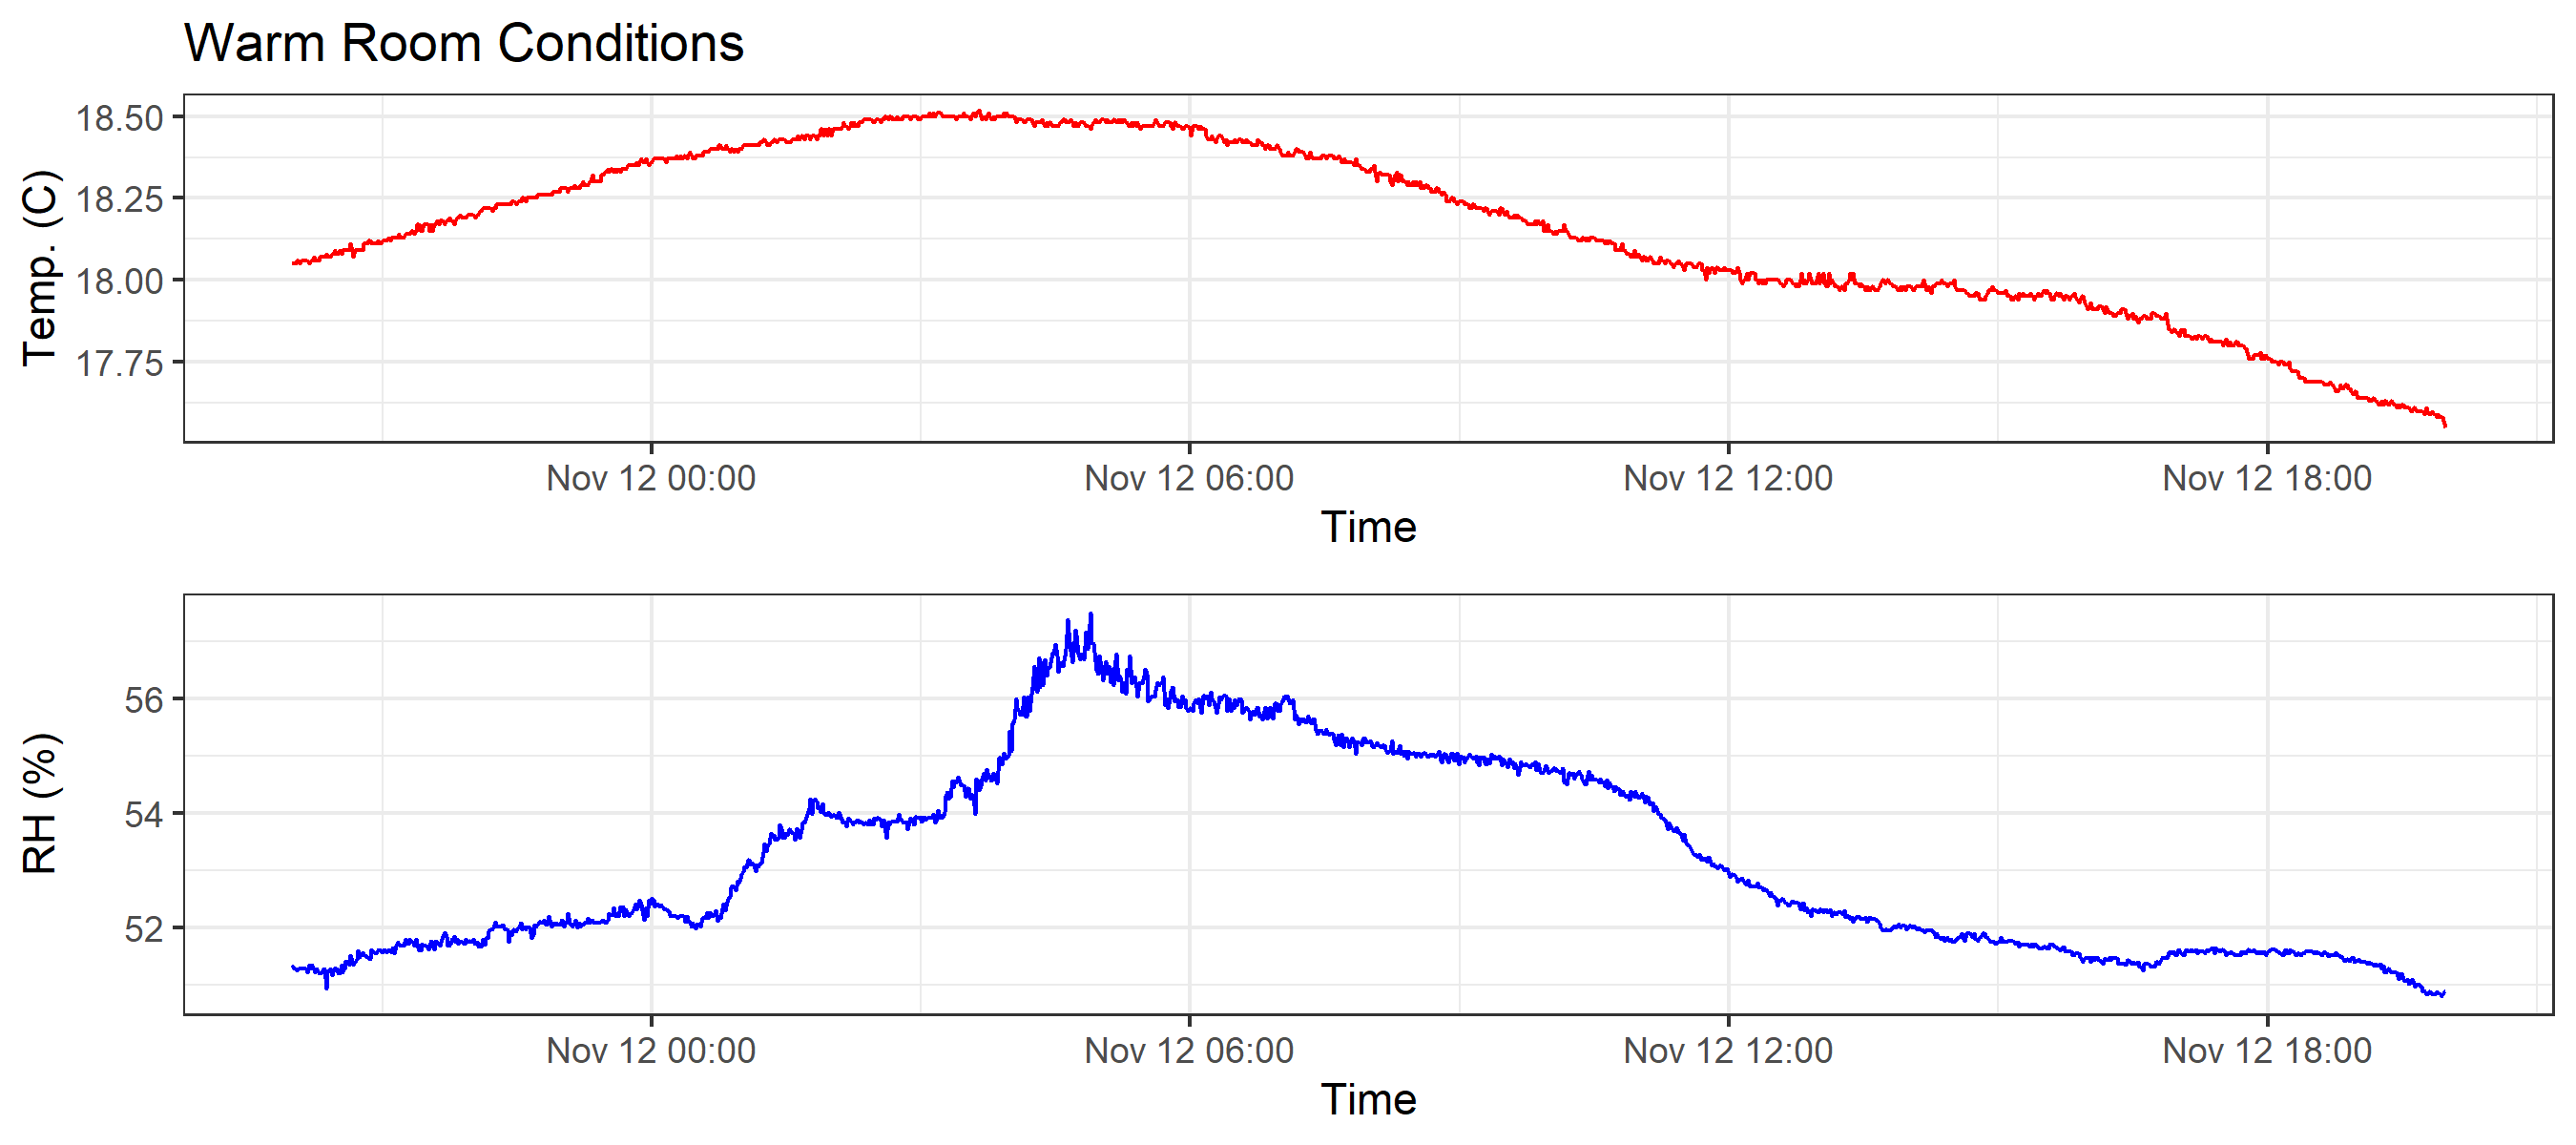 Warm Room Conditions
Temp. (C)
18.50
18.25
18.00
17.75
Nov 12 00:00 Nov 12 06:00 Nov 12 12:00 Nov 12 18:00
Time
RH (%)
56
54
52
Nov 12 00:00 Nov 12 06:00 Nov 12 12:00 Nov 12 18:00
Time